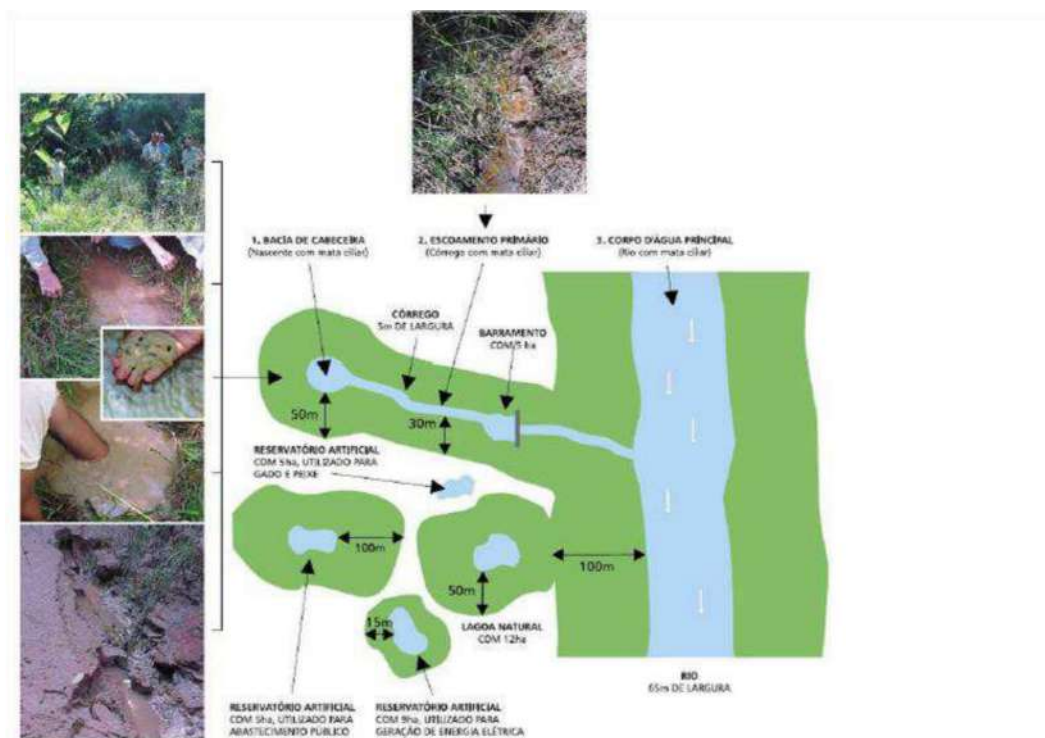 1. BACIA DE CABECEIRA
(Nascente com mata ciliar)
2. ESCOAMENTO PRIMÁRIO
(Córrego com mata ciliar)
3. CORPO D'ÁGUA PRINCIPAL
(Rio com mata ciliar)
CÓRREGO
5m DE LARGURA
BARRAMENTO
COM/5 ha
50m
30m
RESERVATÓRIO ARTIFICIAL
COM 5ha, UTILIZADO PARA
GADO E PEIXE
100m
50m
100m
15m
LAGOA NATURAL
COM 12ha
RIO
65m DE LARGURA
RESERVATÓRIO ARTIFICIAL
COM 5ha, UTILIZADO PARA
ABASTECIMENTO PÚBLICO
RESERVATÓRIO ARTIFICIAL
COM 9ha, UTILIZADO PARA
GERAÇÃO DE ENERGIA ELÉTRICA